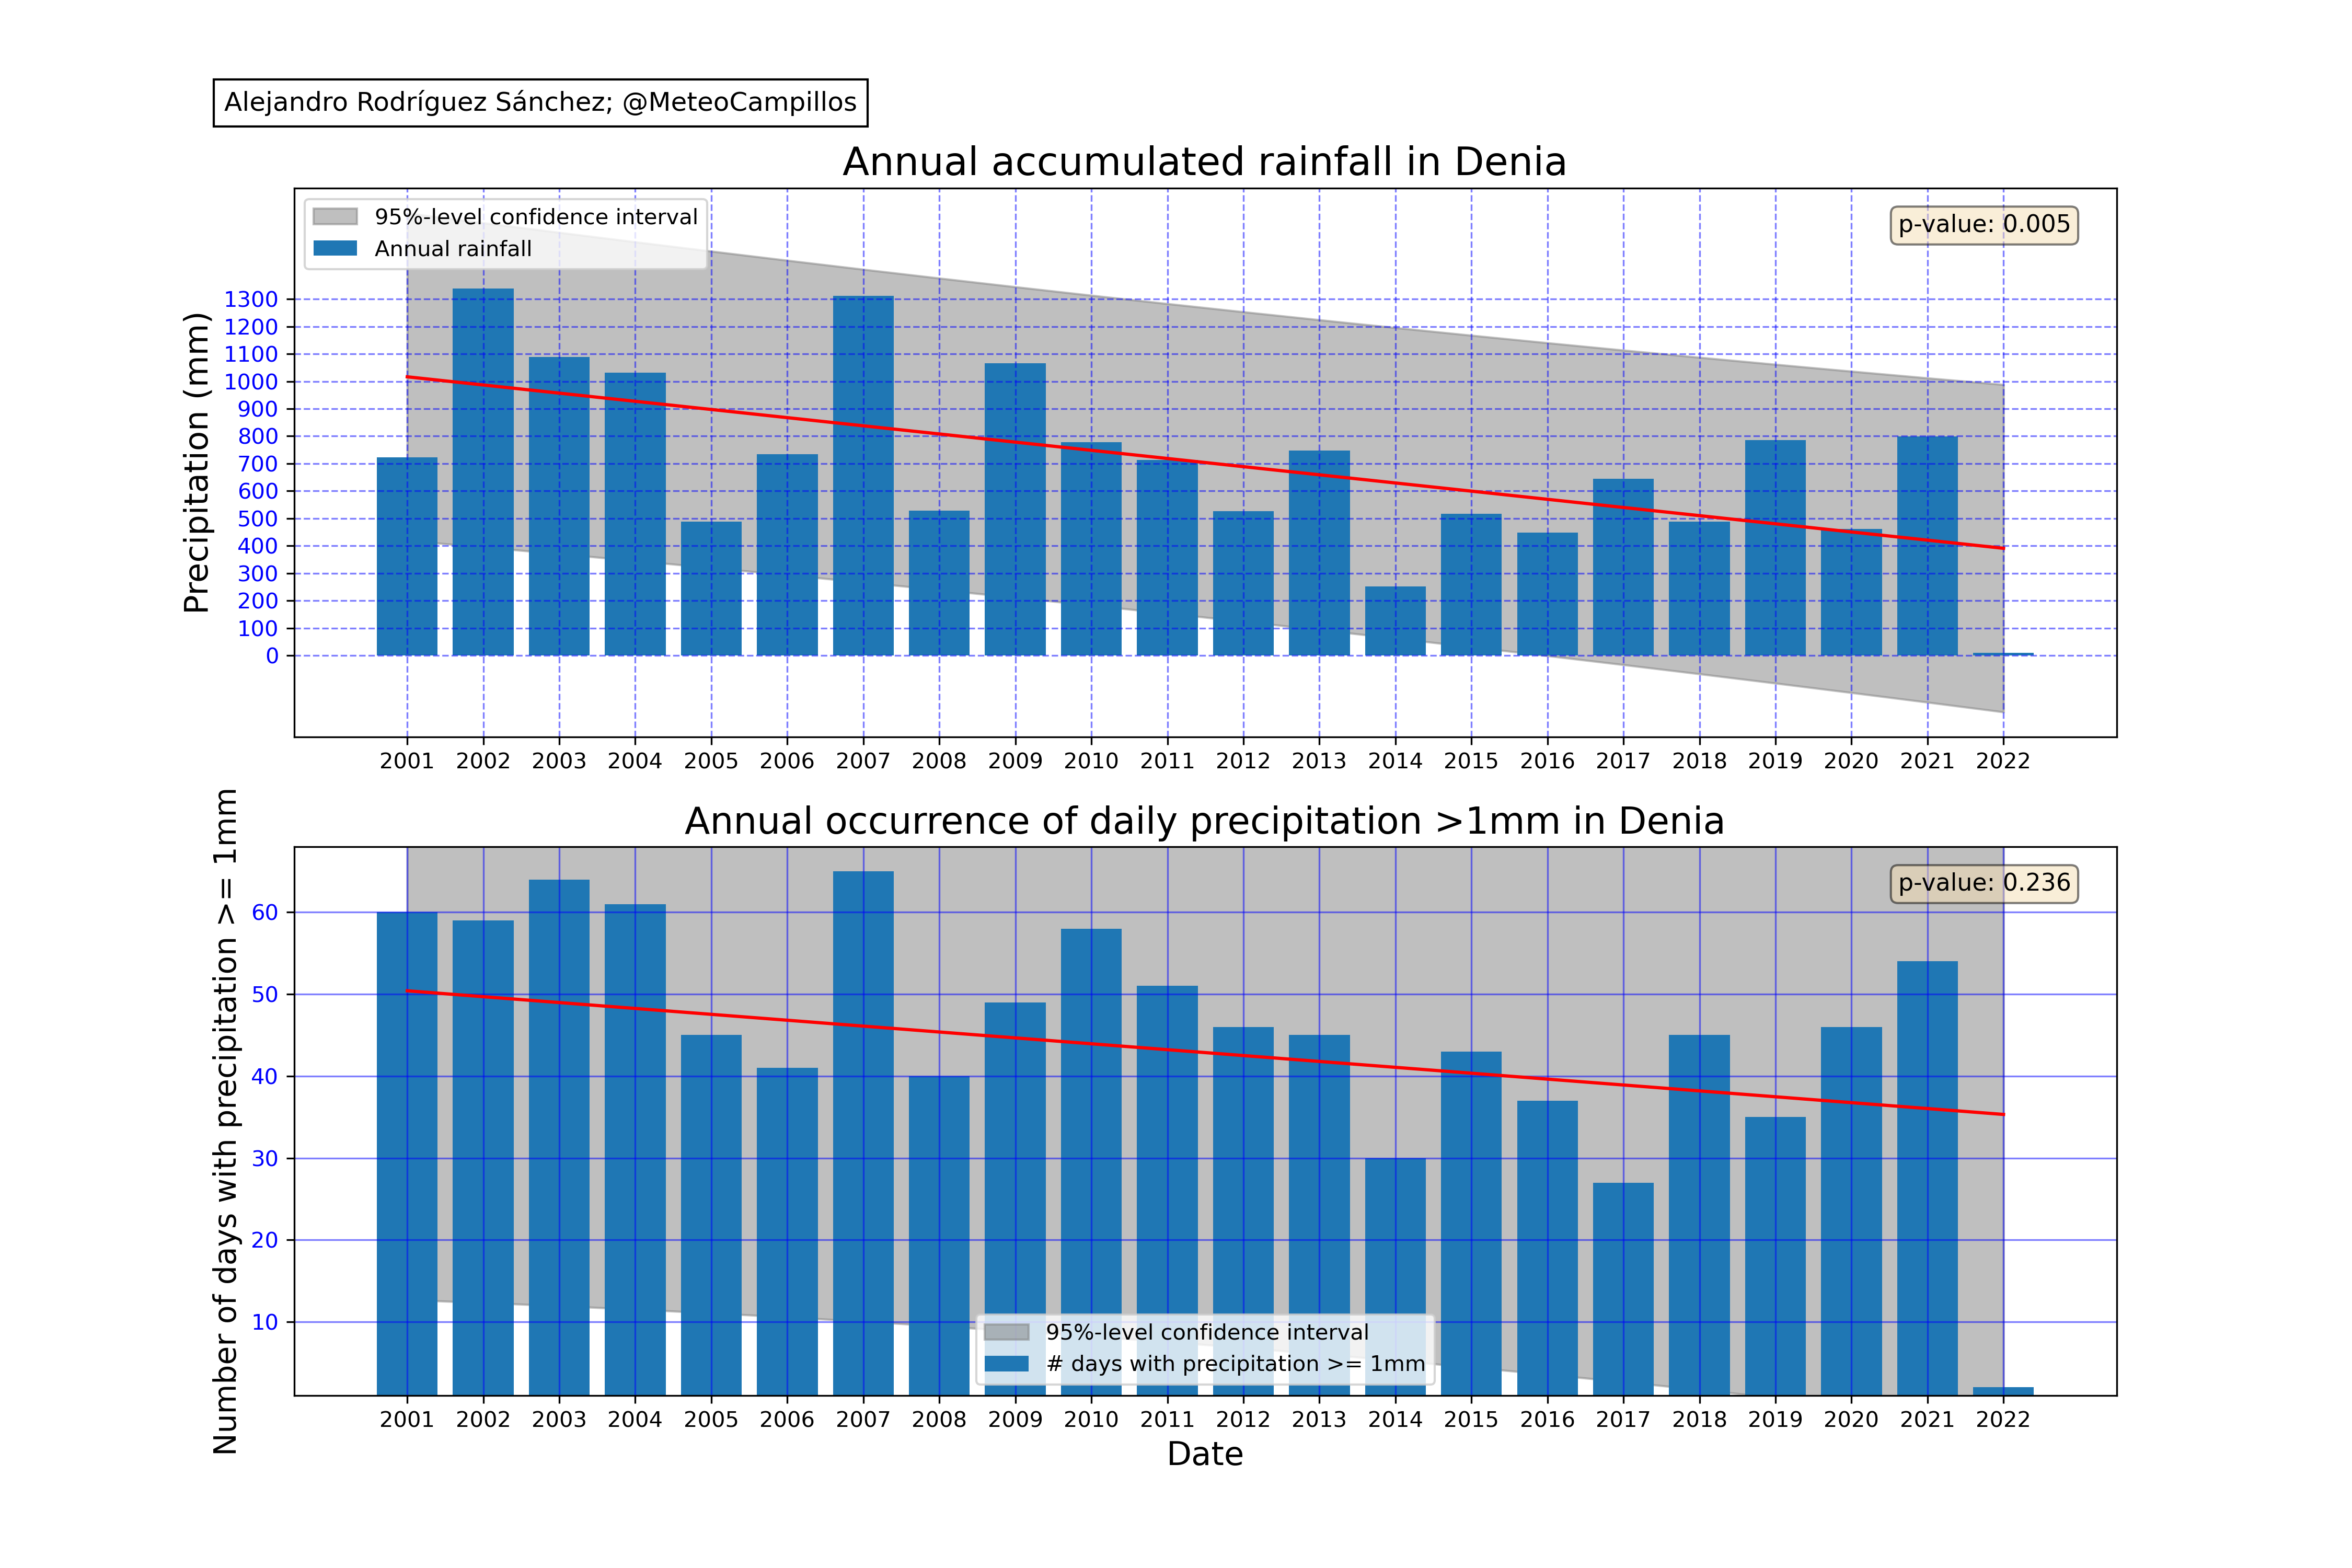 Alejandro Rodríguez Sánchez; @MeteoCampillos
Annual accumulated rainfall in Denia
95%-level confidence interval
Annual rainfall
p-value: 0.005
Precipitation (mm)
1300
1200
1100
1000
900
800
700
600
500
400
300
200
100
0
2001 2002 2003 2004 2005 2006 2007 2008 2009 2010 2011 2012 2013 2014 2015 2016 2017 2018 2019 2020 2021 2022
Annual occurrence of daily precipitation >1mm in Denia
p-value: 0.236
Number of days with precipitation >= 1mm
60
50
40
30
20
10
95%-level confidence interval
# days with precipitation >= 1mm
2001 2002 2003 2004 2005 2006 2007 2008 2009 2010 2011 2012 2013 2014 2015 2016 2017 2018 2019 2020 2021 2022
Date